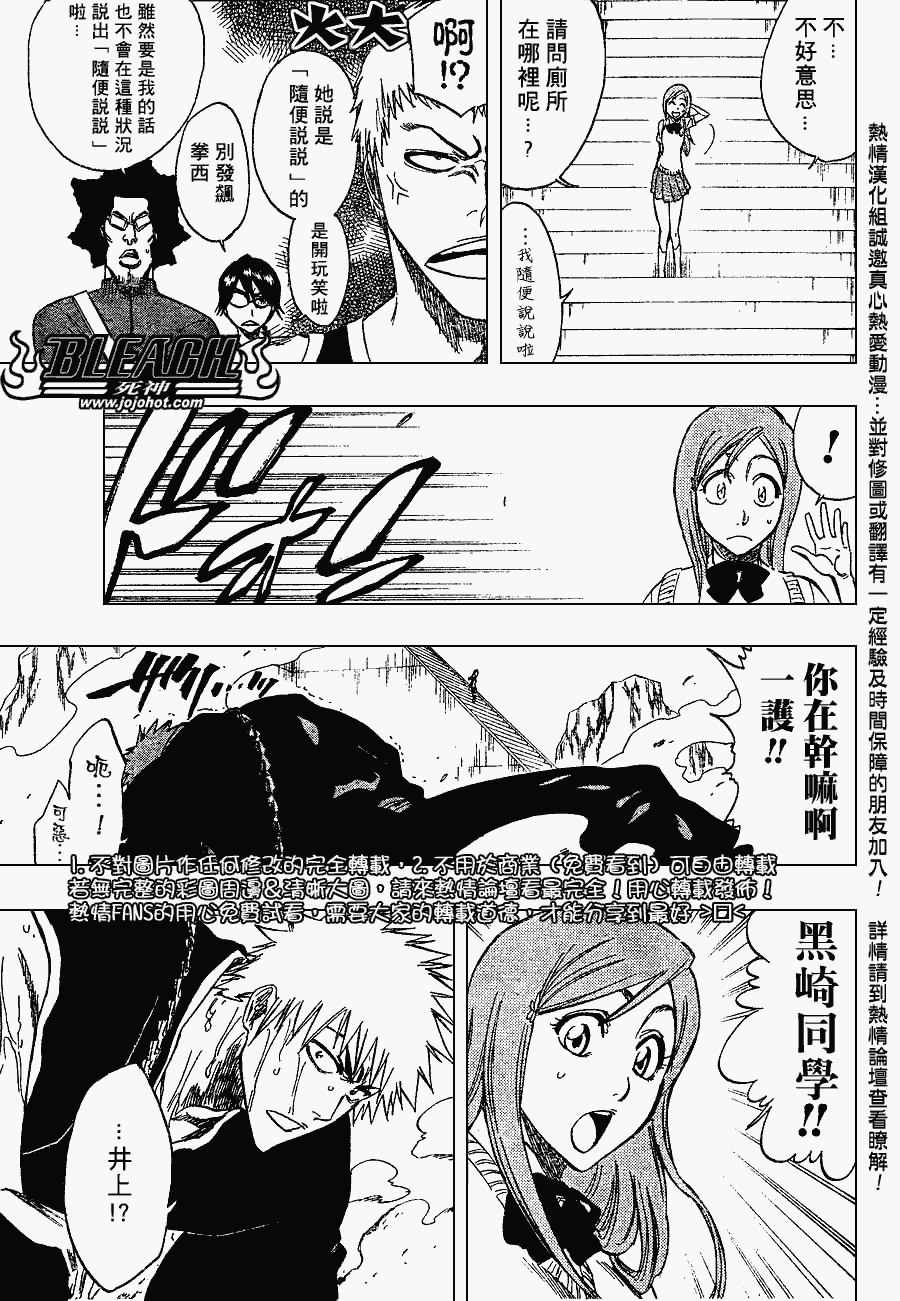 不…
不好意思…
請問廁所
在哪裡呢…?
…我隨便說說啦
啊!?
火大
她說是
「隨便說說」的
是開玩笑啦
別發飆
拳西
雖然要是我的話
也不會在這種狀況
說出「隨便說說」
啦…
BLEACH
死神
www.jojohot.com
!
ドオン
你在幹嘛啊
一護!!
呃…!
可惡…
1.不對圖片作任何修改的完全轉載，2.不用於商業（免費看到）可自由轉載
若無完整的彩圖周漫&清晰大圖，請來熱情論壇看最完全！用心轉載發佈！
熱情FANS的用心免費試看，需要大家的轉載道德，才能分享到最好 >口<
黑崎同學!!
…井上!?
熱情漢化組誠邀真心熱愛動漫…並對修圖或翻譯有一定經驗及時間保障的朋友加入！　詳情請到熱情論壇查看瞭解！